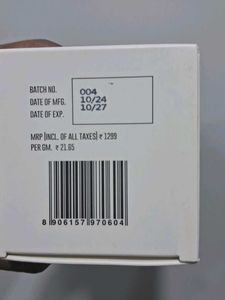 BATCH NO. 004
DATE OF MFG. 10/24
DATE OF EXP. 10/27
MRP (INCL. OF ALL TAXES) ₹ 1299
PER GM. ₹ 21.65
8 906157 970604